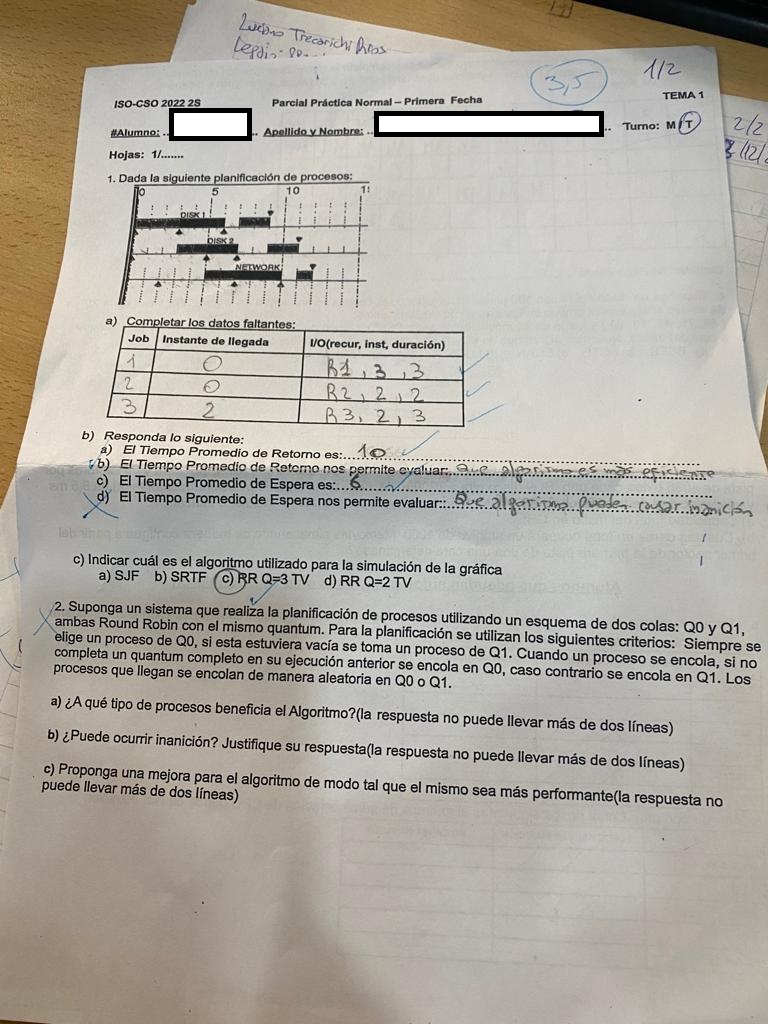 Luciano Trecarichi Rios
3,5
1/2
ISO-CSO 2022 2S Parcial Práctica Normal – Primera Fecha TEMA 1
#Alumno: .. .. Apellido y Nombre: .. .. Turno: M T
2/2
Hojas: 1/.......
1. Dada la siguiente planificación de procesos:
0 5 10
DISK 1
DISK 2
NETWORK
a) Completar los datos faltantes:
Job Instante de llegada I/O(recur, inst, duración)
1 0 R1, 3, 3
2 0 R2, 2, 2
3 2 R3, 2, 3
b) Responda lo siguiente:
a) El Tiempo Promedio de Retorno es:...10
b) El Tiempo Promedio de Retorno nos permite evaluar: Que algoritmo es más eficiente
c) El Tiempo Promedio de Espera es:...6
d) El Tiempo Promedio de Espera nos permite evaluar:: Que algoritmo pueden causar inanición
c) Indicar cuál es el algoritmo utilizado para la simulación de la gráfica
a) SJF b) SRTF c) RR Q=3 TV d) RR Q=2 TV
2. Suponga un sistema que realiza la planificación de procesos utilizando un esquema de dos colas: Q0 y Q1,
ambas Round Robin con el mismo quantum. Para la planificación se utilizan los siguientes criterios: Siempre se
elige un proceso de Q0, si esta estuviera vacía se toma un proceso de Q1. Cuando un proceso se encola, si no
completa un quantum completo en su ejecución anterior se encola en Q0, caso contrario se encola en Q1. Los
procesos que llegan se encolan de manera aleatoria en Q0 o Q1.
a) ¿A qué tipo de procesos beneficia el Algoritmo?(la respuesta no puede llevar más de dos líneas)
b) ¿Puede ocurrir inanición? Justifique su respuesta(la respuesta no puede llevar más de dos líneas)
c) Proponga una mejora para el algoritmo de modo tal que el mismo sea más performante(la respuesta no
puede llevar más de dos líneas)